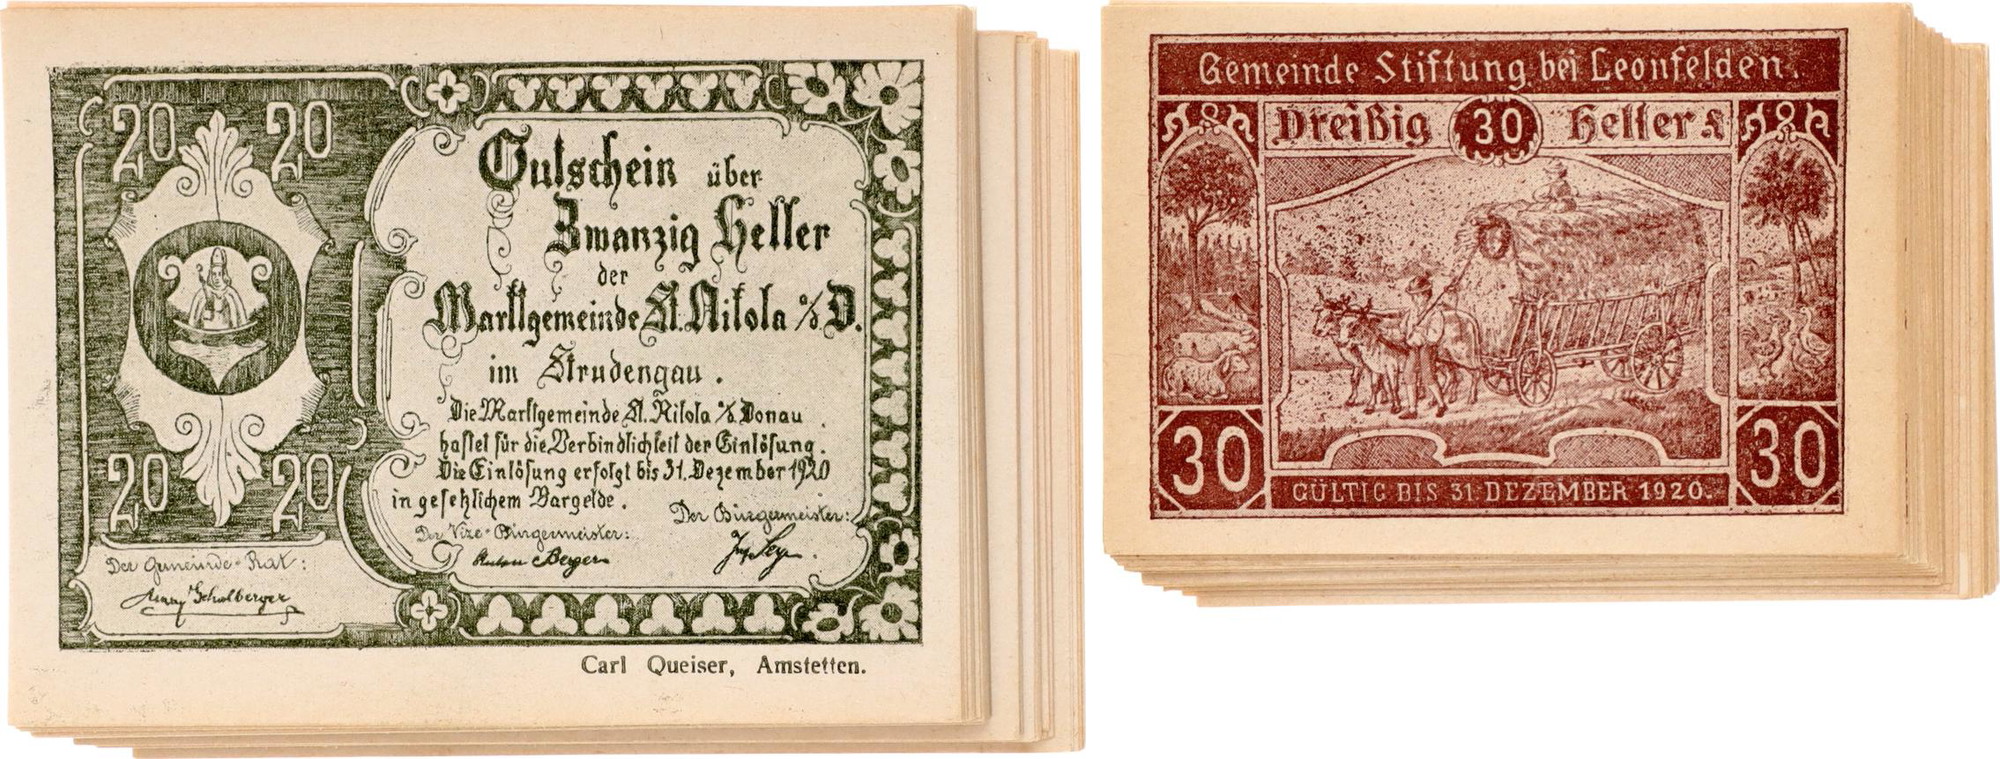 20 20
Gutschein über
Zwanzig Heller
der
Marktgemeinde St. Nikola a/D.
im Strudengau.
Die Marktgemeinde St. Nikola a/d. Donau
haftet für die Verbindlichkeit der Einlösung.
Die Einlösung erfolgt bis 31. Dezember 1920
in gesetzlichem Bargelde.
20 20
Der Vize-Bürgermeister: Der Bürgermeister:
Berger
Der Gemeinde-Rat:
Carl Queiser, Amstetten.
Gemeinde Stiftung bei Leonfelden.
Dreißig 30 Heller
30 30
GÜLTIG BIS 31. DEZEMBER 1920.